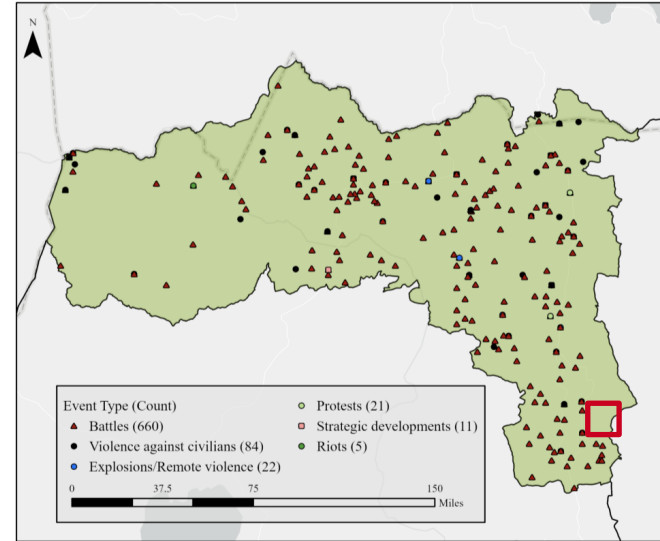 N
Event Type (Count)
Battles (660)
Violence against civilians (84)
Explosions/Remote violence (22)
Protests (21)
Strategic developments (11)
Riots (5)
0 37.5 75 150
Miles